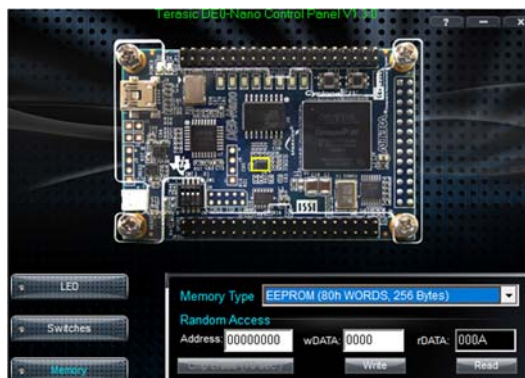 Terasic DE0-Nano Control Panel V1.3.0
LED
Switches
Memory
Memory Type EEPROM (80h WORDS, 256 Bytes)
Random Access
Address: 00000000 wDATA: 0000 rDATA: 000A
Write Read
ISSI